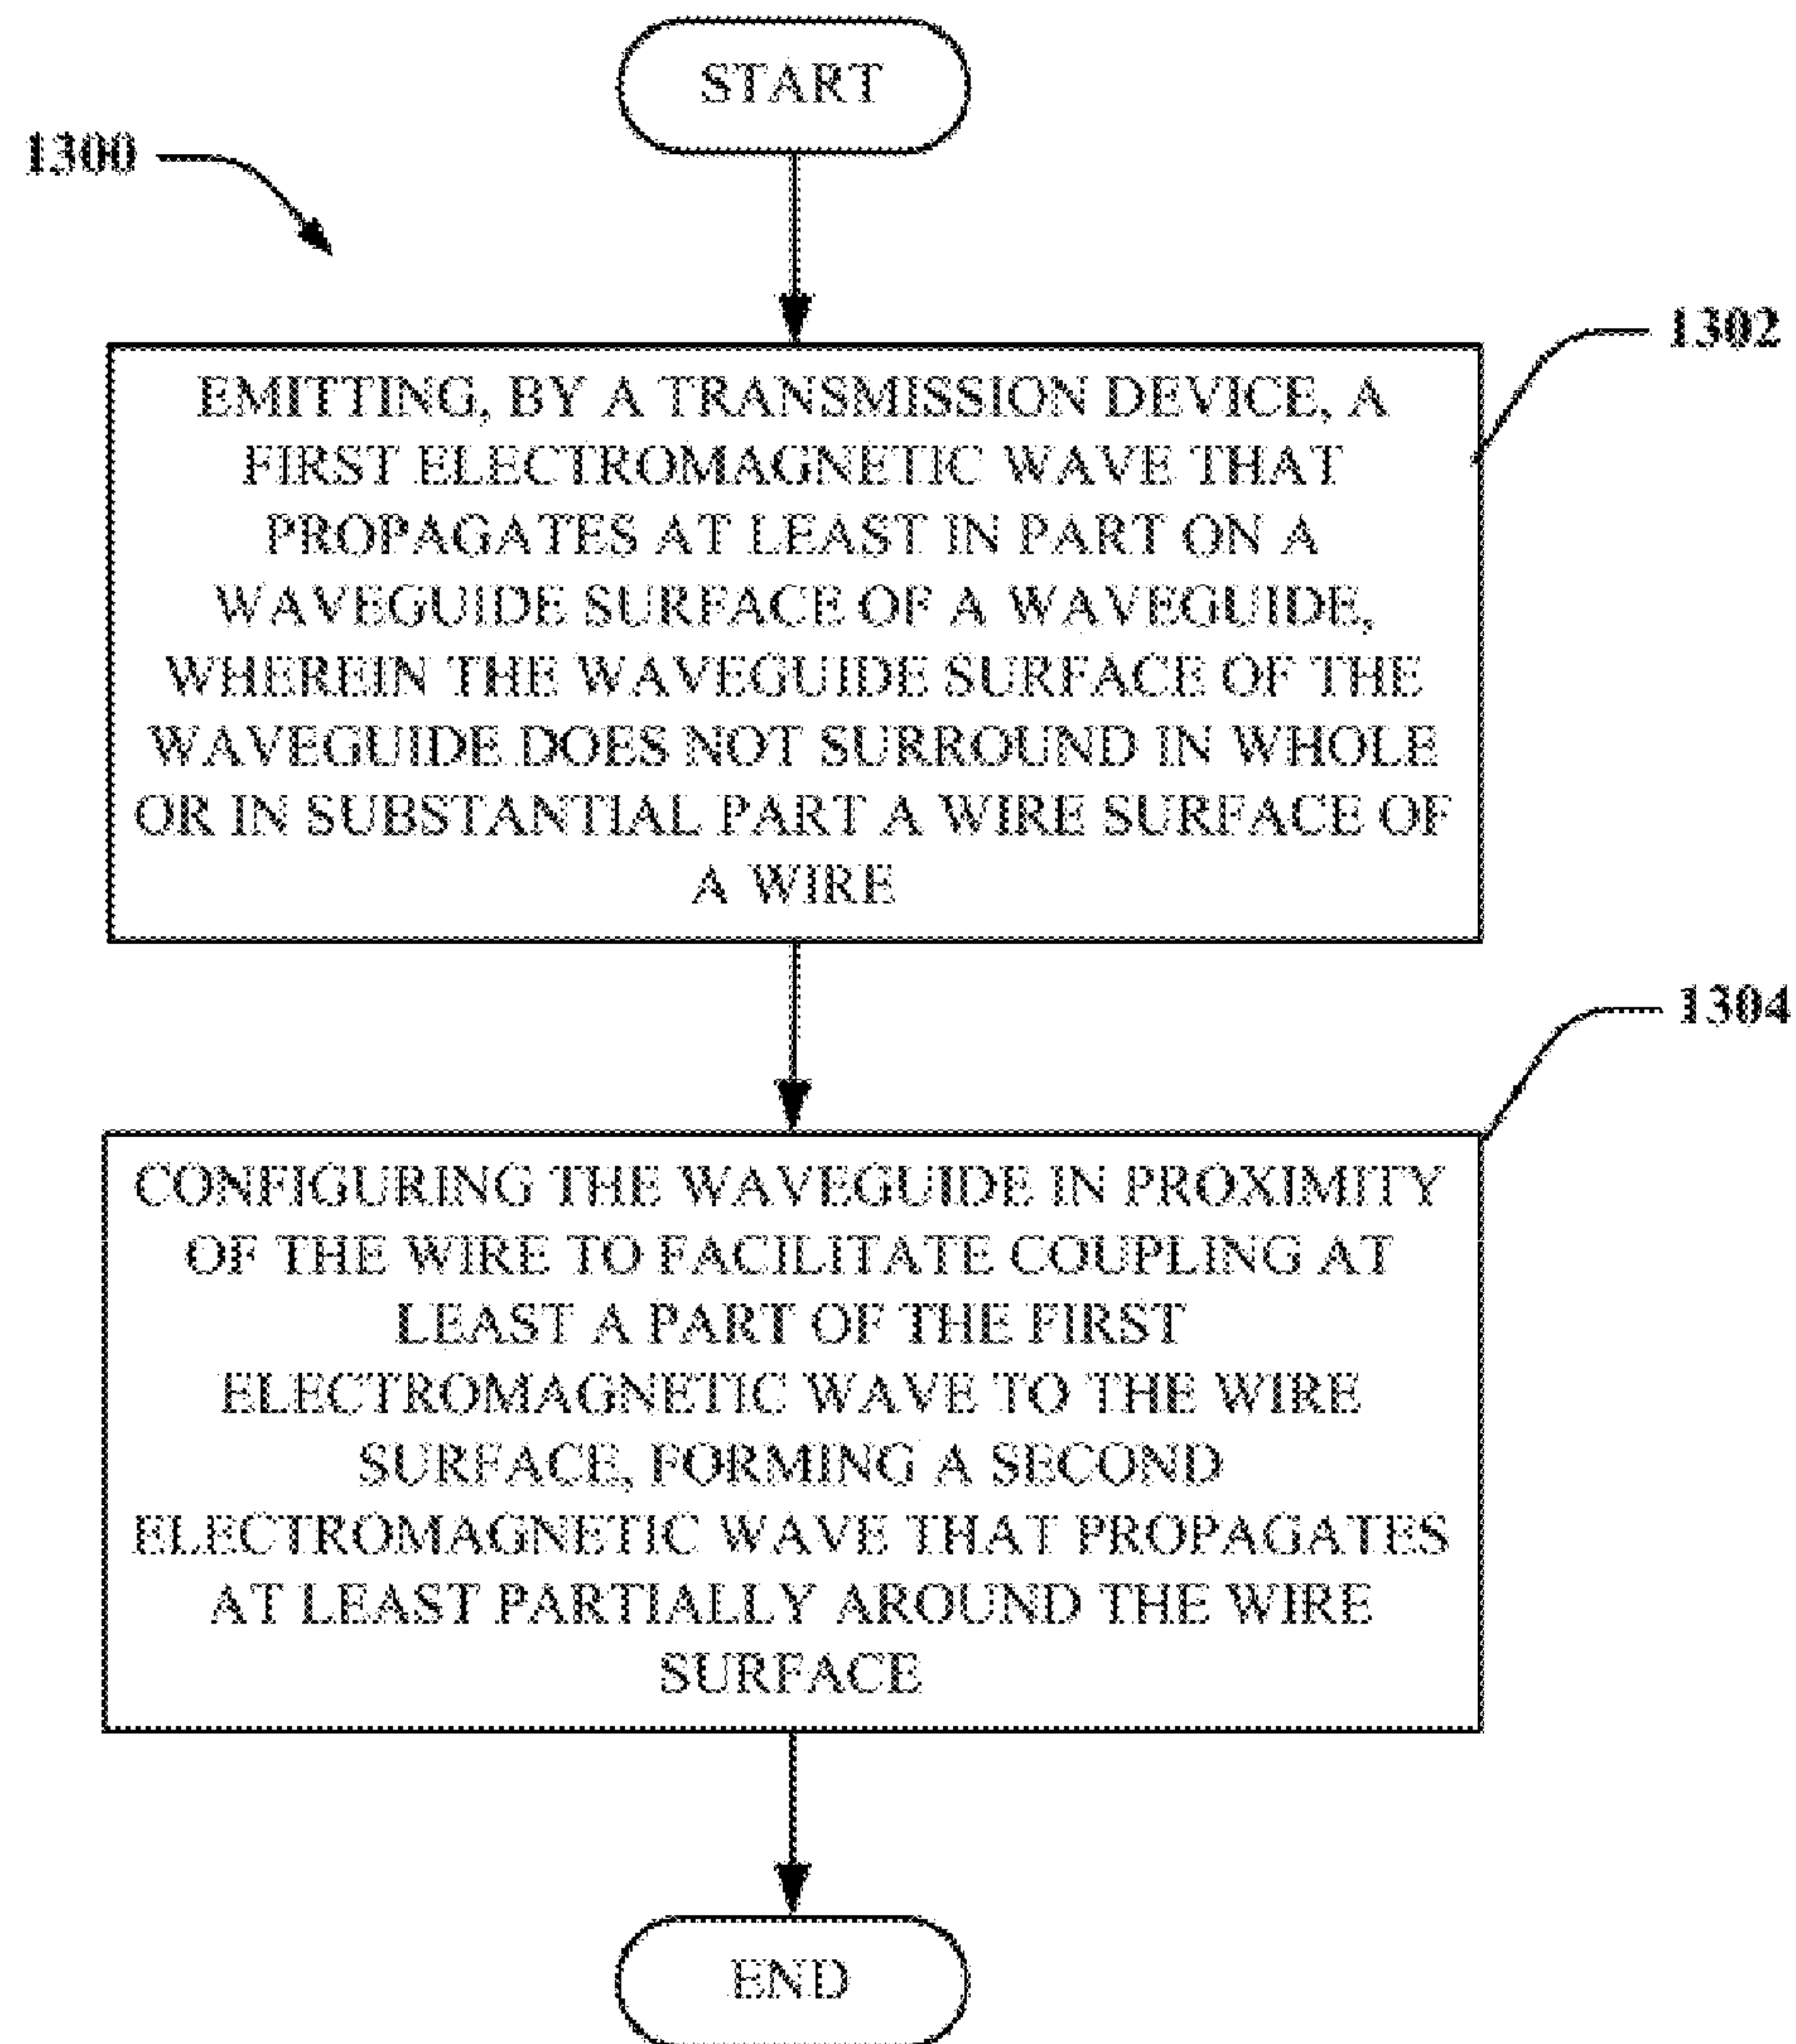 START
1300
1302
EMITTING, BY A TRANSMISSION DEVICE, A
FIRST ELECTROMAGNETIC WAVE THAT
PROPAGATES AT LEAST IN PART ON A
WAVEGUIDE SURFACE OF A WAVEGUIDE,
WHEREIN THE WAVEGUIDE SURFACE OF THE
WAVEGUIDE DOES NOT SURROUND IN WHOLE
OR IN SUBSTANTIAL PART A WIRE SURFACE OF
A WIRE
1304
CONFIGURING THE WAVEGUIDE IN PROXIMITY
OF THE WIRE TO FACILITATE COUPLING AT
LEAST A PART OF THE FIRST
ELECTROMAGNETIC WAVE TO THE WIRE
SURFACE, FORMING A SECOND
ELECTROMAGNETIC WAVE THAT PROPAGATES
AT LEAST PARTIALLY AROUND THE WIRE
SURFACE
END